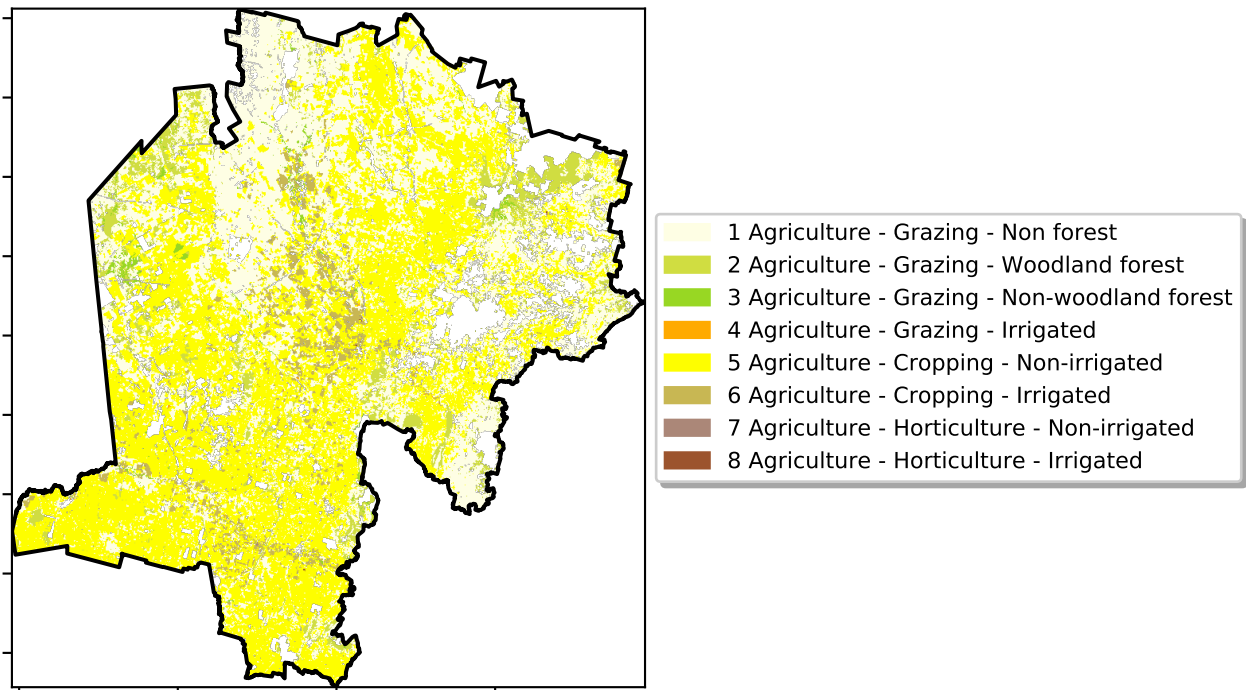 1 Agriculture - Grazing - Non forest
2 Agriculture - Grazing - Woodland forest
3 Agriculture - Grazing - Non-woodland forest
4 Agriculture - Grazing - Irrigated
5 Agriculture - Cropping - Non-irrigated
6 Agriculture - Cropping - Irrigated
7 Agriculture - Horticulture - Non-irrigated
8 Agriculture - Horticulture - Irrigated